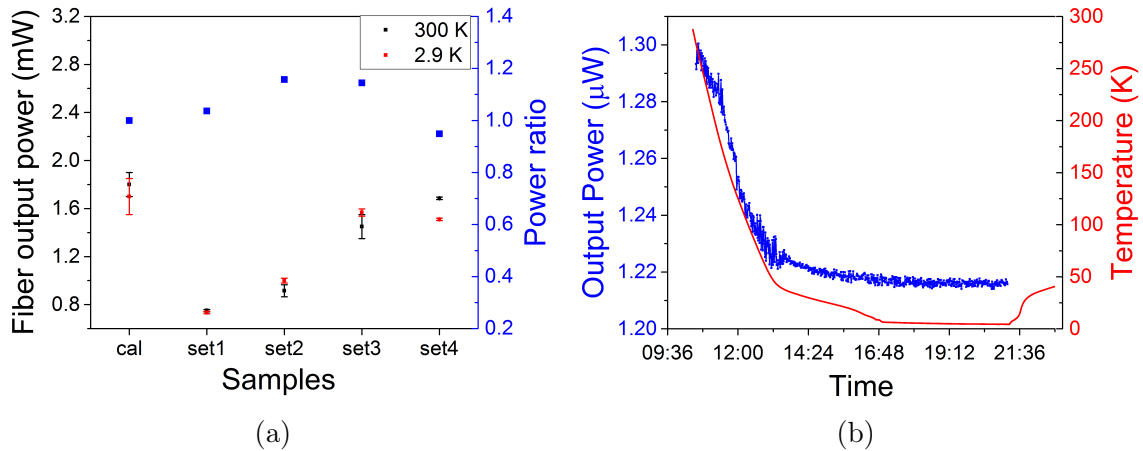 Fiber output power (mW)
3.2
2.8
2.4
2.0
1.6
1.2
0.8
300 K
2.9 K
1.4
1.2
1.0
0.8
0.6
0.4
0.2
Power ratio
cal set1 set2 set3 set4
Samples
(a)
Output Power (μW)
1.30
1.28
1.26
1.24
1.22
1.20
300
250
200
150
100
50
0
Temperature (K)
09:36 12:00 14:24 16:48 19:12 21:36
Time
(b)